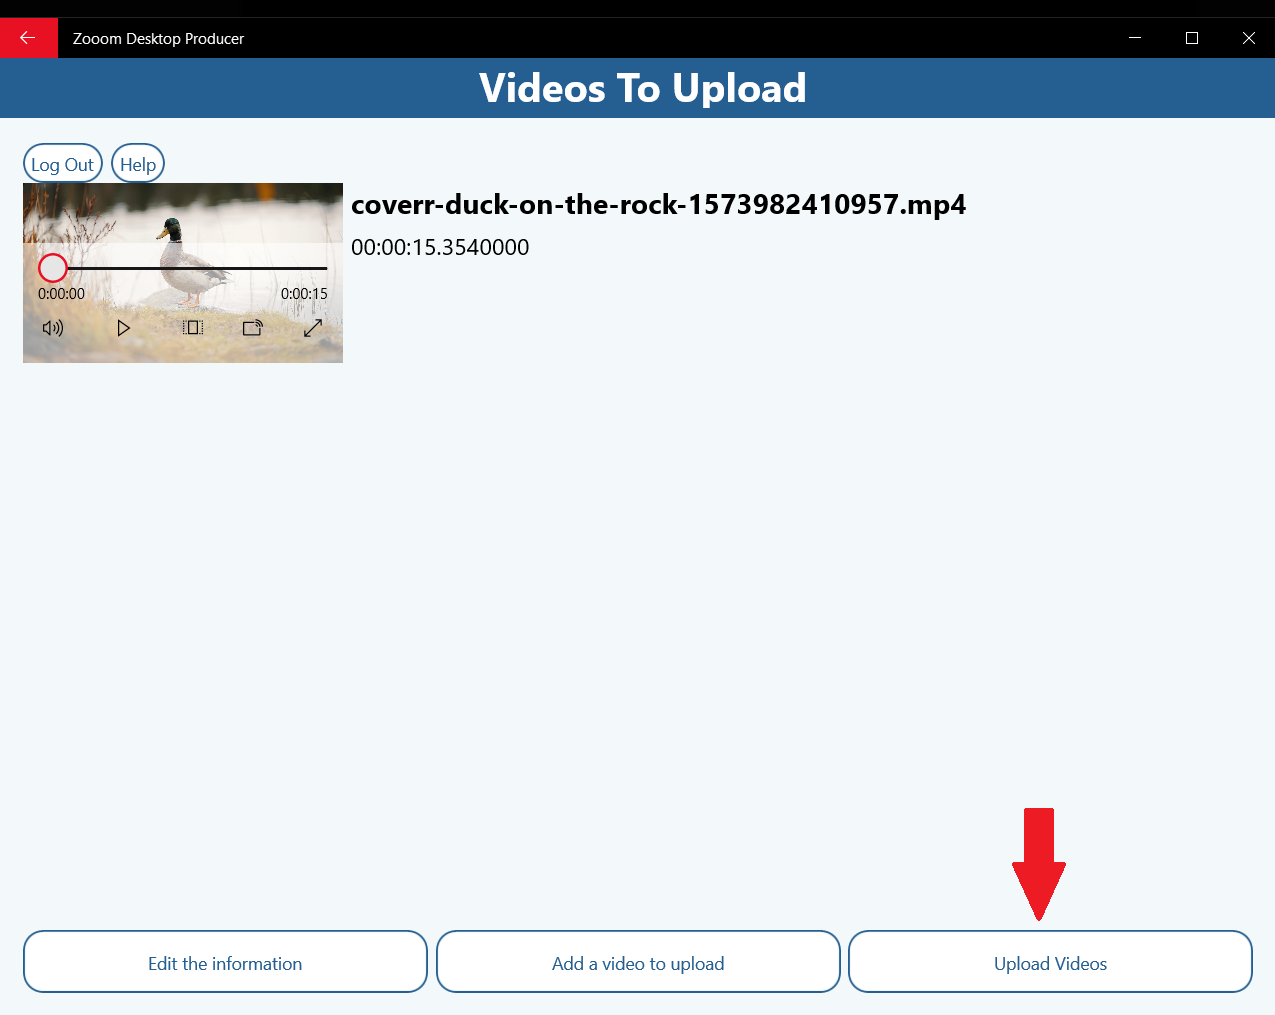 Zooom Desktop Producer
Videos To Upload
Log Out
Help
coverr-duck-on-the-rock-1573982410957.mp4
00:00:15.3540000
0:00:00
0:00:15
Edit the information
Add a video to upload
Upload Videos